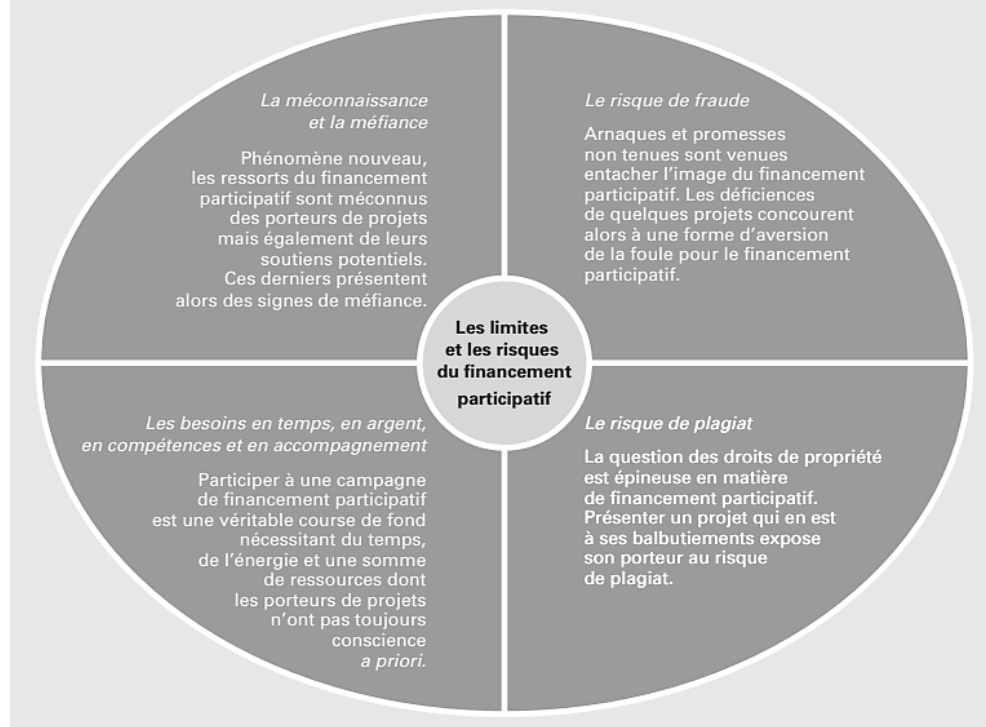 La méconnaissance
et la méfiance
Phénomène nouveau,
les ressorts du financement
participatif sont méconnus
des porteurs de projets
mais également de leurs
soutiens potentiels.
Ces derniers présentent
alors des signes de méfiance.
Le risque de fraude
Arnaques et promesses
non tenues sont venues
entacher l’image du financement
participatif. Les déficiences
de quelques projets concourent
alors à une forme d’aversion
de la foule pour le financement
participatif.
Les limites
et les risques
du financement
participatif
Les besoins en temps, en argent,
en compétences et en accompagnement
Participer à une campagne
de financement participatif
est une véritable course de fond
nécessitant du temps,
de l’énergie et une somme
de ressources dont
les porteurs de projets
n’ont pas toujours
conscience
a priori.
Le risque de plagiat
La question des droits de propriété
est épineuse en matière
de financement participatif.
Présenter un projet qui en est
à ses balbutiements expose
son porteur au risque
de plagiat.